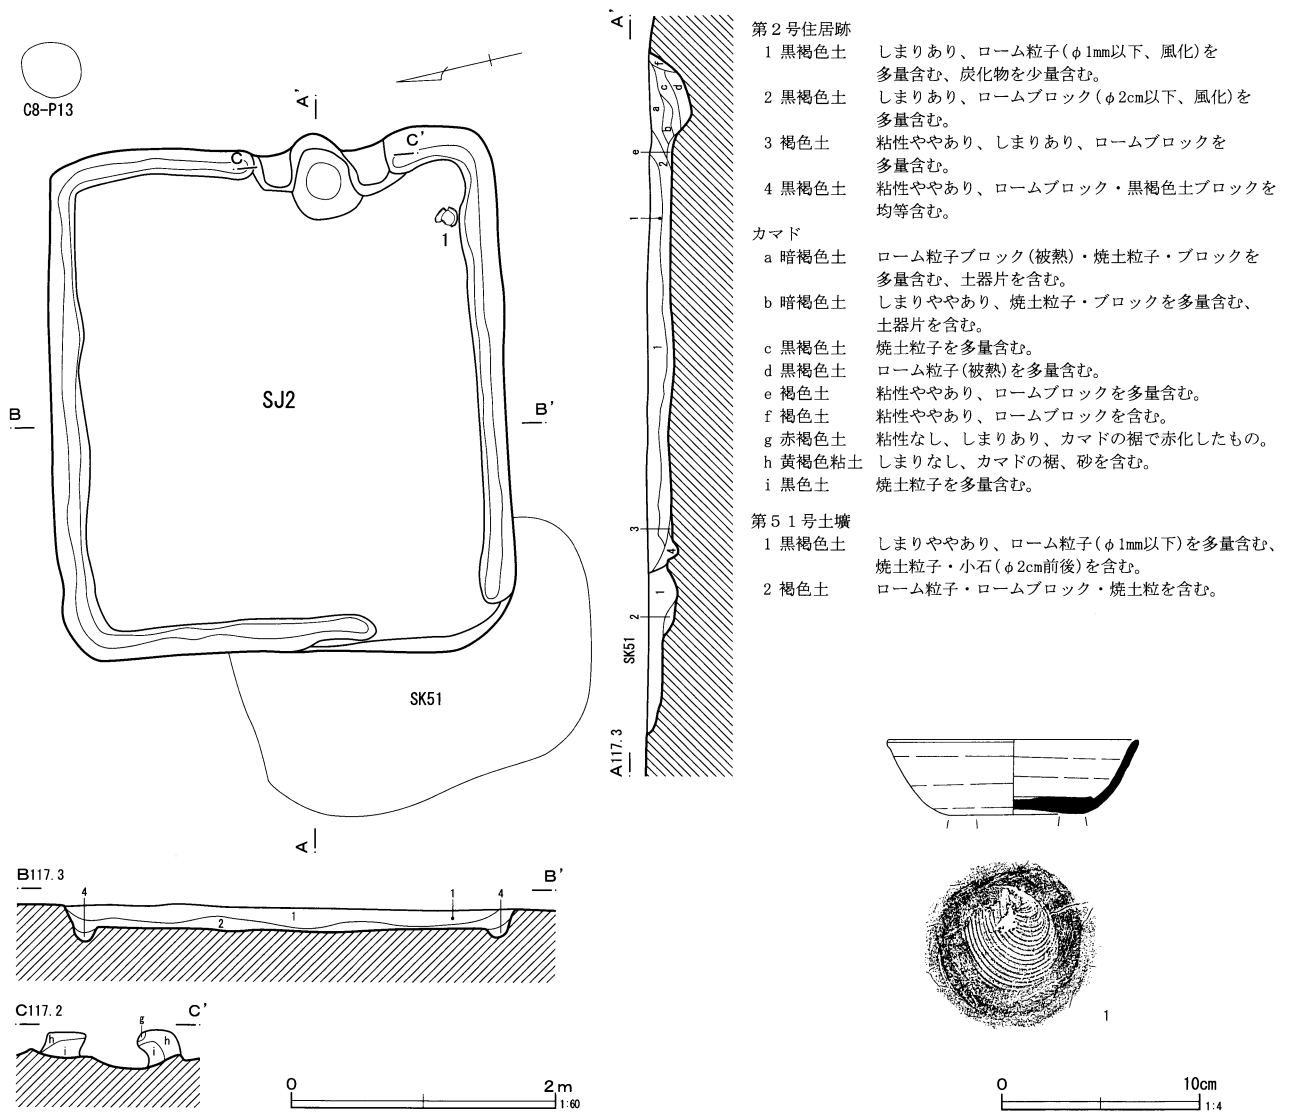 C8-P13
A'
C
C'
1
SJ2
B
B'
SK51
A
A'
f
c
d
a
b
e
2
1
1
3
4
1
2
SK51
A117.3
第2号住居跡
1 黒褐色土 しまりあり、ローム粒子(φ1mm以下、風化)を
多量含む、炭化物を少量含む。
2 黒褐色土 しまりあり、ロームブロック(φ2cm以下、風化)を
多量含む。
3 褐色土 粘性ややあり、しまりあり、ロームブロックを
多量含む。
4 黒褐色土 粘性ややあり、ロームブロック・黒褐色土ブロックを
均等含む。
カマド
a 暗褐色土 ローム粒子ブロック(被熱)・焼土粒子・ブロックを
多量含む、土器片を含む。
b 暗褐色土 しまりややあり、焼土粒子・ブロックを多量含む、
土器片を含む。
c 黒褐色土 焼土粒子を多量含む。
d 黒褐色土 ローム粒子(被熱)を多量含む。
e 褐色土 粘性ややあり、ロームブロックを多量含む。
f 褐色土 粘性ややあり、ロームブロックを含む。
g 赤褐色土 粘性なし、しまりあり、カマドの裾で赤化したもの。
h 黄褐色粘土 しまりなし、カマドの裾、砂を含む。
i 黒色土 焼土粒子を多量含む。
第51号土壙
1 黒褐色土 しまりややあり、ローム粒子(φ1mm以下)を多量含む、
焼土粒子・小石(φ2cm前後)を含む。
2 褐色土 ローム粒子・ロームブロック・焼土粒を含む。
B117.3
B'
4
1
2
1
4
C117.2
C'
g
h
i
i
h
0
2m
1:60
1
0
10cm
1:4